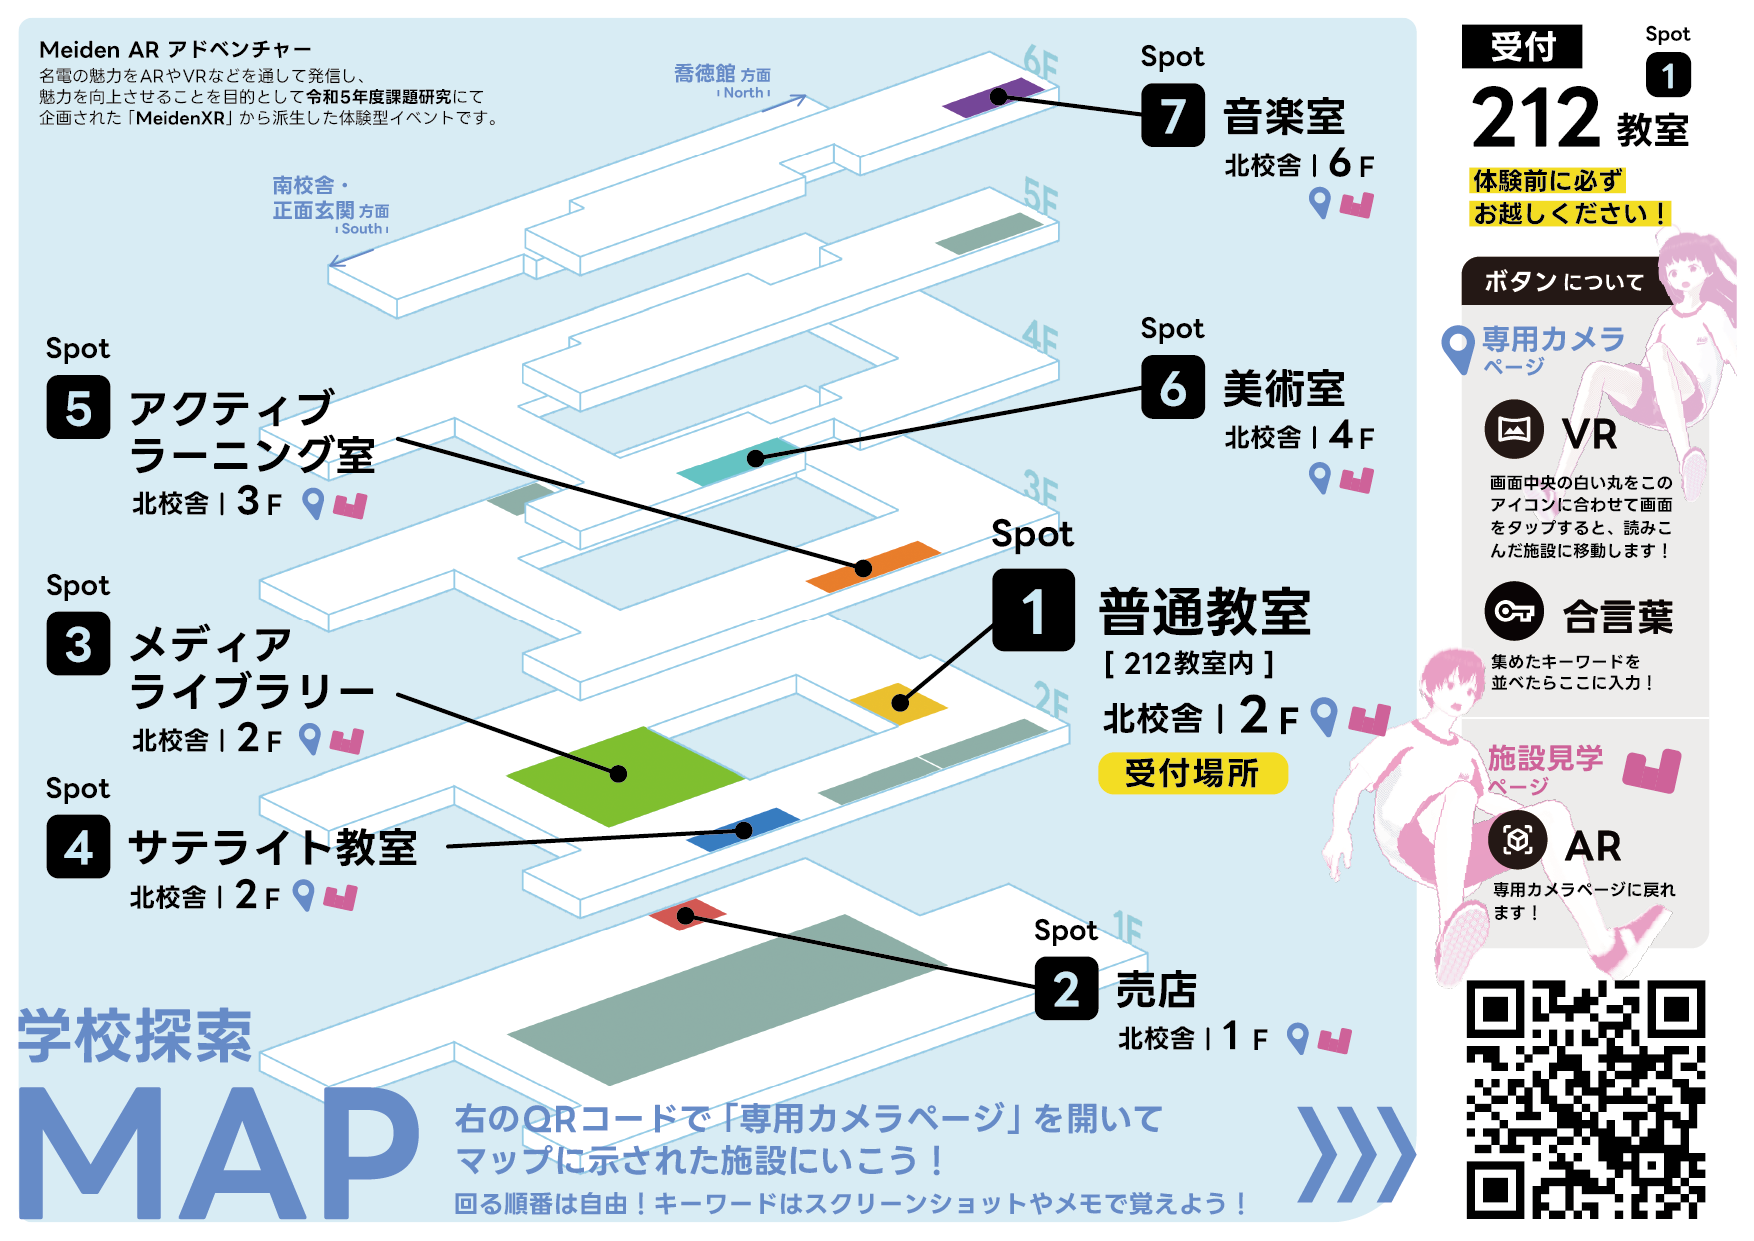 Meiden AR アドベンチャー
名電の魅力をARやVRなどを通して発信し、
魅力を向上させることを目的として令和5年度課題研究にて
企画された「MeidenXR」から派生した体験型イベントです。
喬徳館 方面
North
南校舎・
正面玄関 方面
South
6F
5F
4F
3F
2F
1F
Spot
7 音楽室
北校舎 | 6 F
Spot
6 美術室
北校舎 | 4 F
Spot
5 アクティブ
ラーニング室
北校舎 | 3 F
Spot
1 普通教室
[ 212教室内 ]
北校舎 | 2 F
受付場所
Spot
3 メディア
ライブラリー
北校舎 | 2 F
Spot
4 サテライト教室
北校舎 | 2 F
Spot
2 売店
北校舎 | 1 F
学校探索
MAP
右のQRコードで「専用カメラページ」を開いて
マップに示された施設にいこう！
回る順番は自由！キーワードはスクリーンショットやメモで覚えよう！
受付
Spot
1
212 教室
体験前に必ず
お越しください！
ボタンについて
専用カメラ
ページ
VR
画面中央の白い丸をこの
アイコンに合わせて画面
をタップすると、読みこ
んだ施設に移動します！
合言葉
集めたキーワードを
並べたらここに入力！
施設見学
ページ
AR
専用カメラページに戻れ
ます！